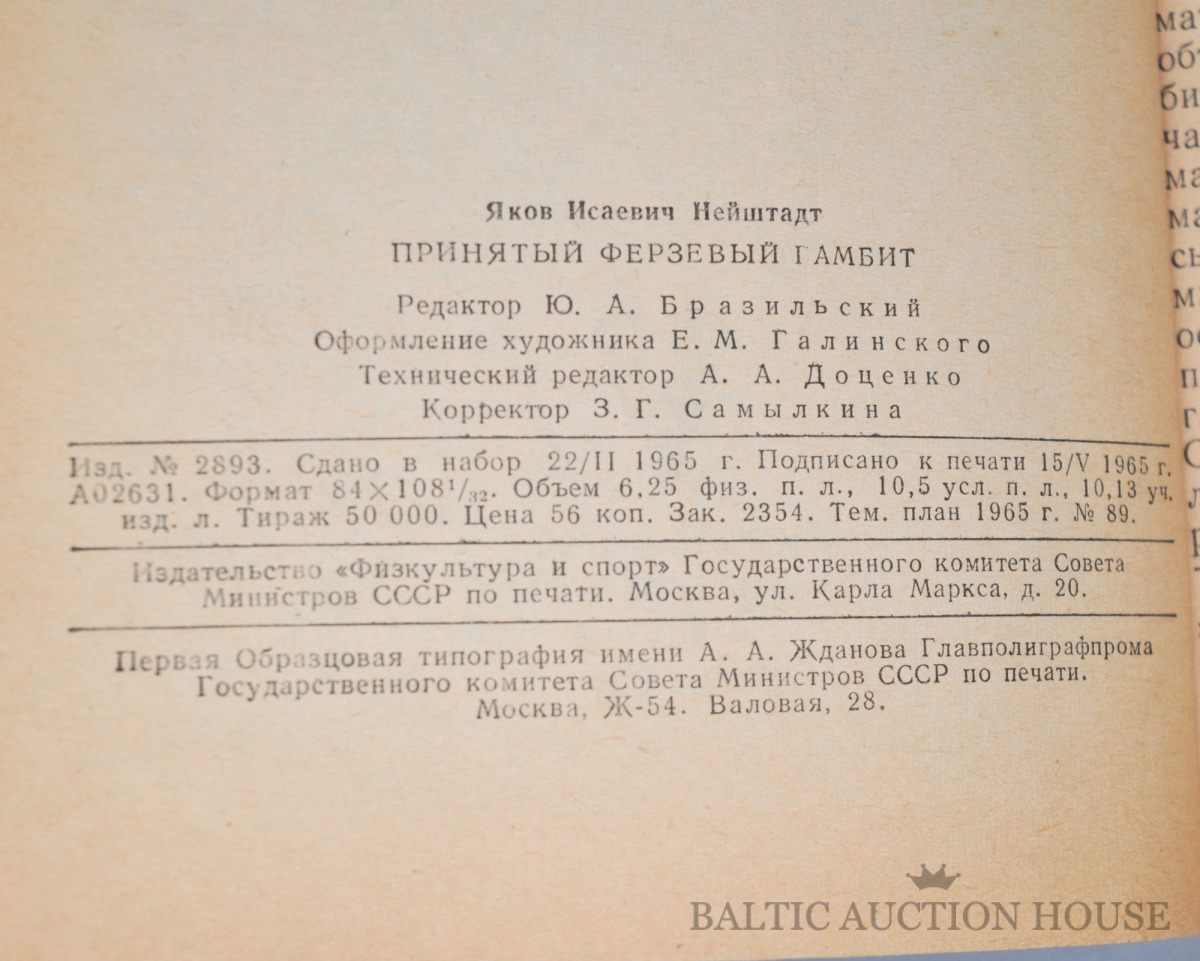 Яков Исаевич Нейштадт
ПРИНЯТЫЙ ФЕРЗЕВЫЙ ГАМБИТ
Редактор Ю. А. Бразильский
Оформление художника Е. М. Галинского
Технический редактор А. А. Доценко
Корректор З. Г. Самылкина
Изд. № 2893. Сдано в набор 22/II 1965 г. Подписано к печати 15/V 1965 г.
А02631. Формат 84×108¹/₃₂. Объем 6,25 физ. п. л., 10,5 усл. п. л., 10,13 уч.
изд. л. Тираж 50 000. Цена 56 коп. Зак. 2354. Тем. план 1965 г. № 89.
Издательство «Физкультура и спорт» Государственного комитета Совета
Министров СССР по печати. Москва, ул. Карла Маркса, д. 20.
Первая Образцовая типография имени А. А. Жданова Главполиграфпрома
Государственного комитета Совета Министров СССР по печати.
Москва, Ж-54. Валовая, 28.
BALTIC AUCTION HOUSE